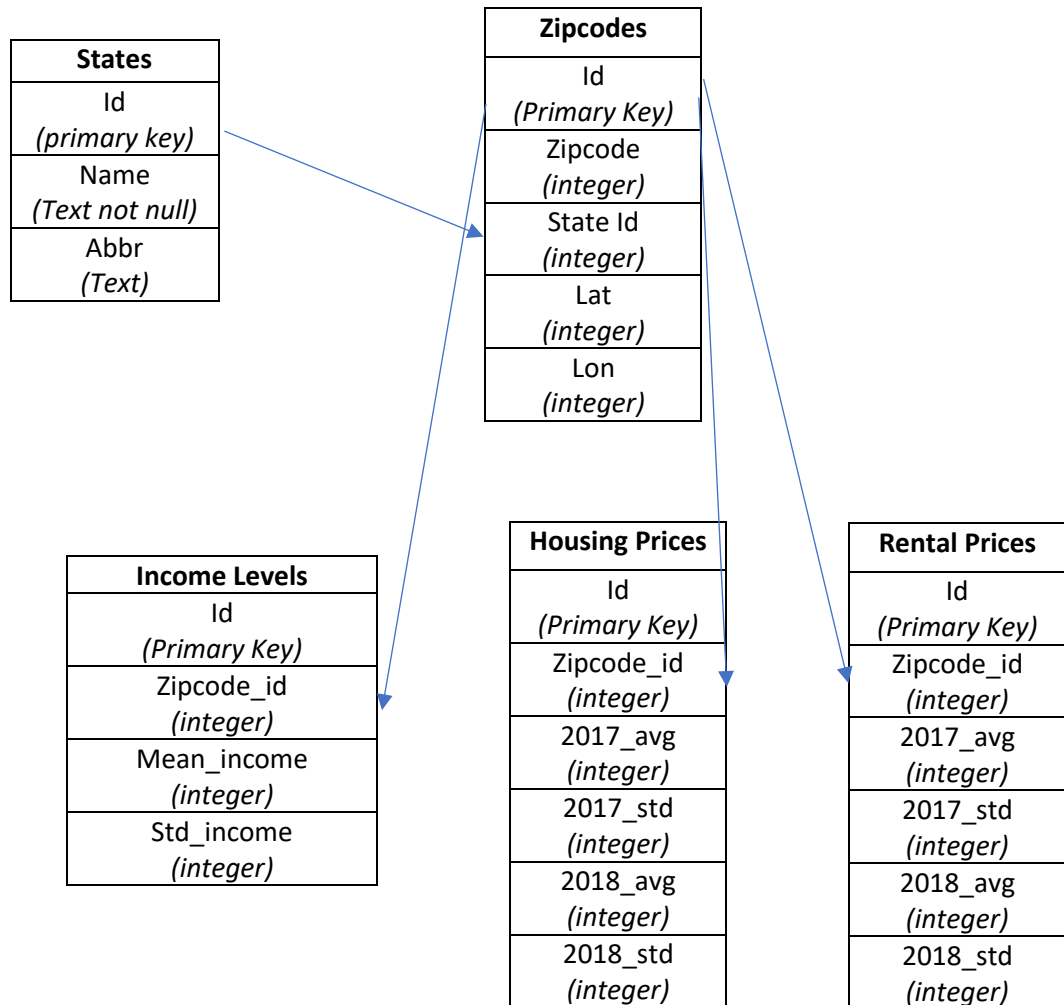 States
Id
(primary key)
Name
(Text not null)
Abbr
(Text)
Zipcodes
Id
(Primary Key)
Zipcode
(integer)
State Id
(integer)
Lat
(integer)
Lon
(integer)
Income Levels
Id
(Primary Key)
Zipcode_id
(integer)
Mean_income
(integer)
Std_income
(integer)
Housing Prices
Id
(Primary Key)
Zipcode_id
(integer)
2017_avg
(integer)
2017_std
(integer)
2018_avg
(integer)
2018_std
(integer)
Rental Prices
Id
(Primary Key)
Zipcode_id
(integer)
2017_avg
(integer)
2017_std
(integer)
2018_avg
(integer)
2018_std
(integer)